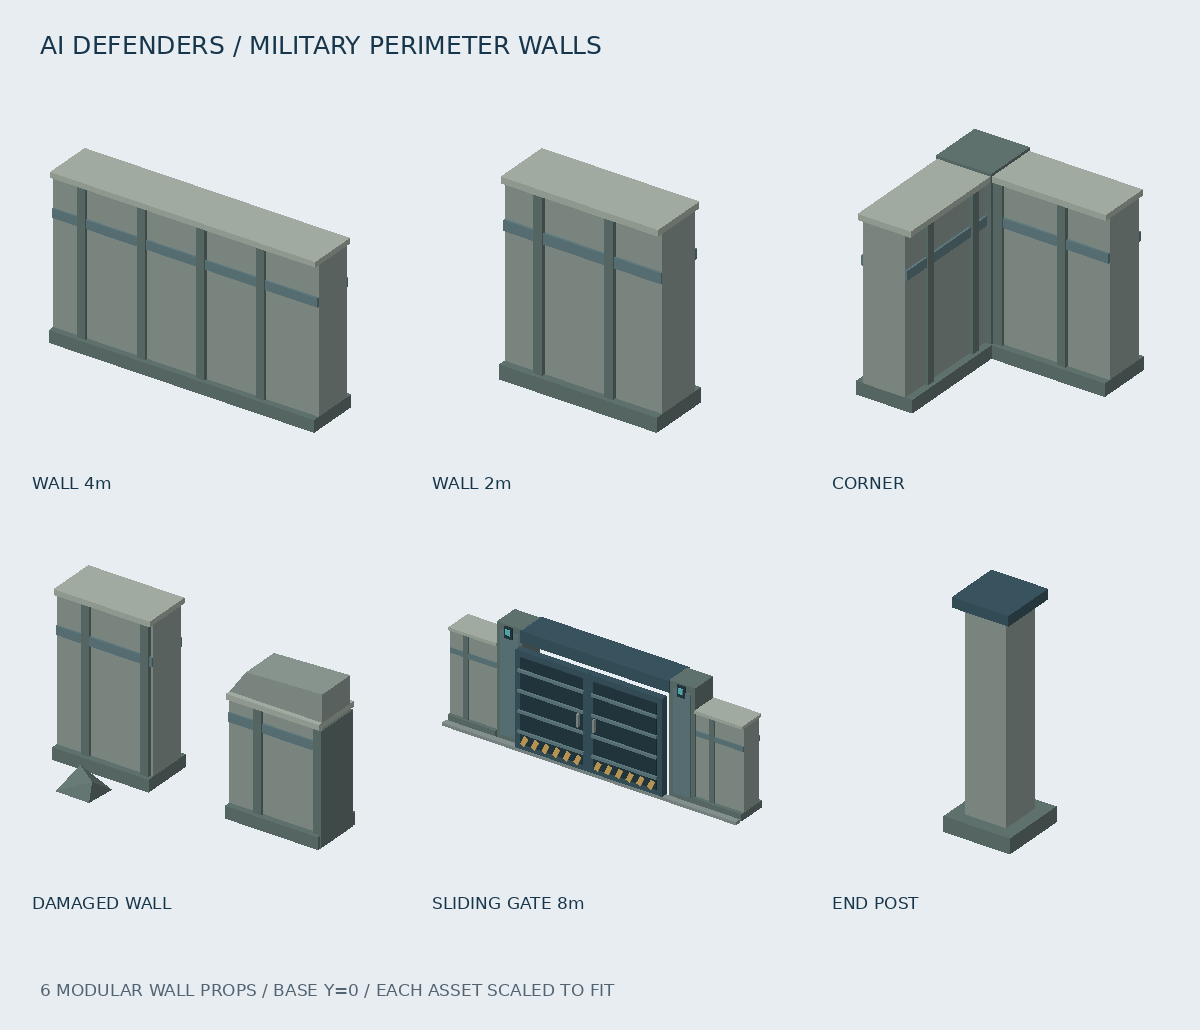 AI DEFENDERS / MILITARY PERIMETER WALLS
WALL 4m
WALL 2m
CORNER
DAMAGED WALL
SLIDING GATE 8m
END POST
6 MODULAR WALL PROPS / BASE Y=0 / EACH ASSET SCALED TO FIT